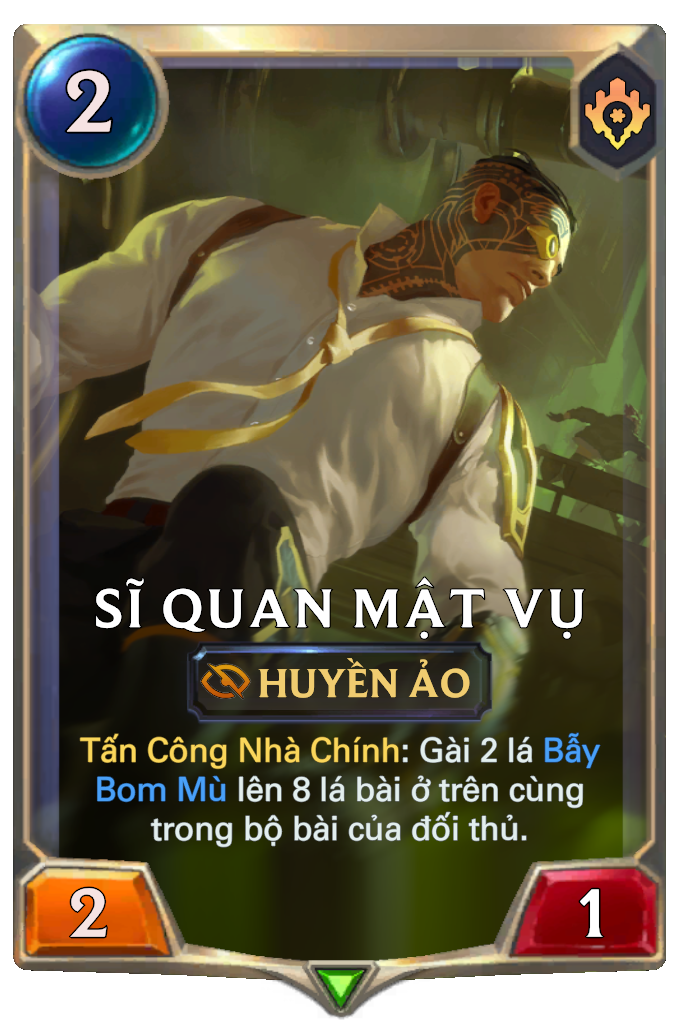 2
SĨ QUAN MẬT VỤ
HUYỀN ẢO
Tấn Công Nhà Chính: Gài 2 lá Bẫy
Bom Mù lên 8 lá bài ở trên cùng
trong bộ bài của đối thủ.
2
1